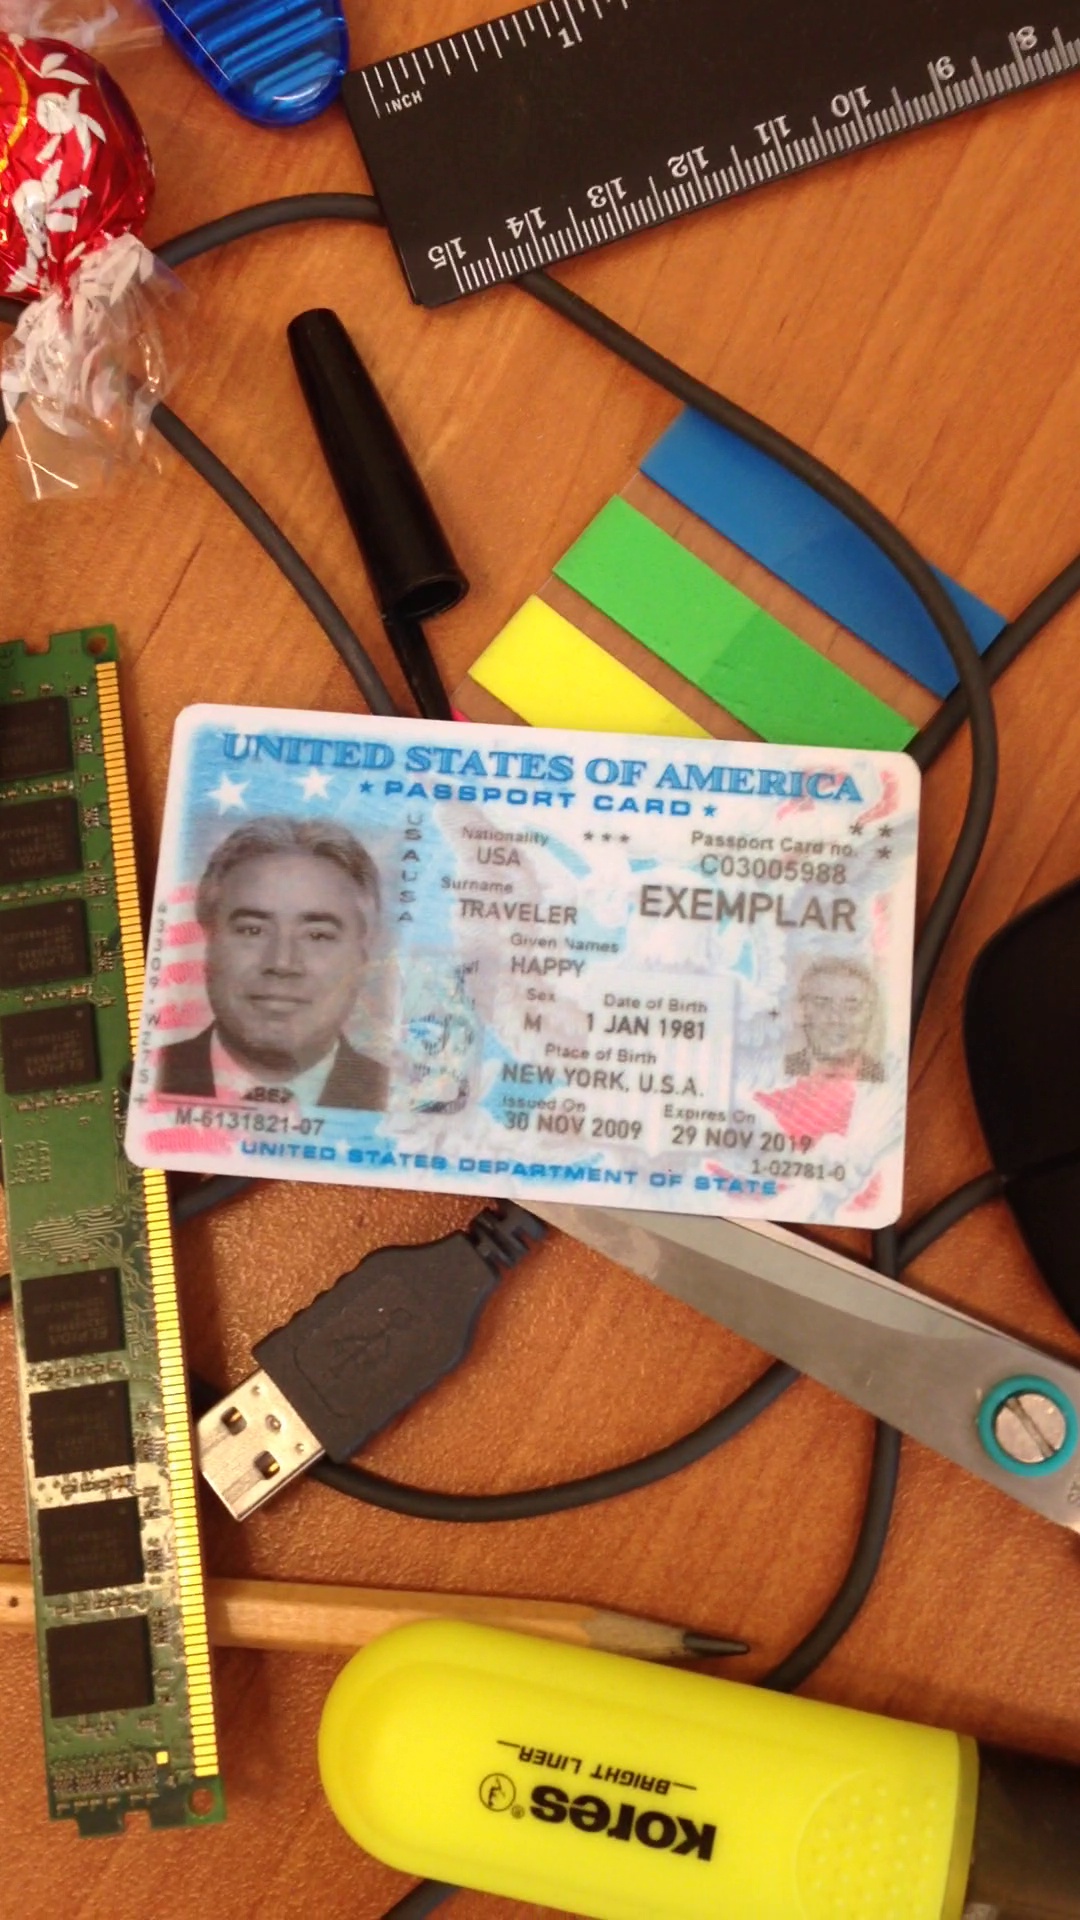 1
INCH
8
9
10
11
12
13
14
15
UNITED STATES OF AMERICA
PASSPORT CARD
USAUSA
Nationality
USA
Passport Card no.
C03005988
Surname
TRAVELER
EXEMPLAR
Given Names
HAPPY
Sex
Date of Birth
M
1 JAN 1981
Place of Birth
NEW YORK, U.S.A.
Issued On
Expires On
30 NOV 2009
29 NOV 2019
M-6131821-07
1-02781-0
UNITED STATES DEPARTMENT OF STATE
Kores
BRIGHT LINER